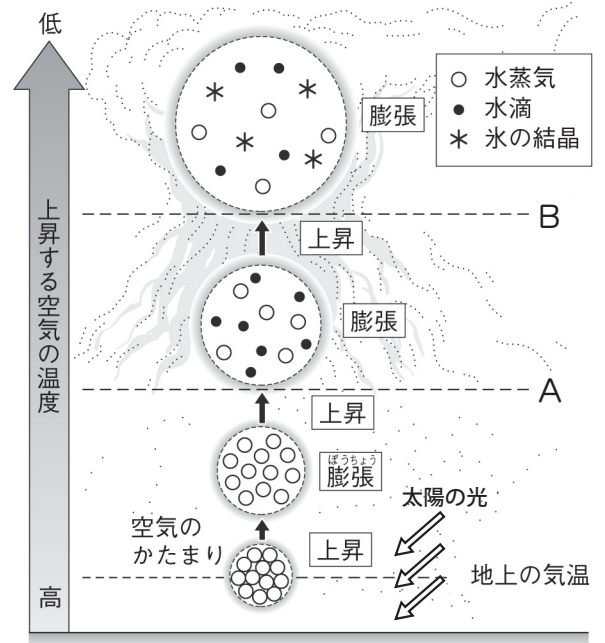 低
○ 水蒸気
● 水滴
＊ 氷の結晶
膨張
B
上昇
上昇する空気の温度
膨張
A
上昇
ぼうちょう
膨張
太陽の光
空気の
かたまり
上昇
地上の気温
高